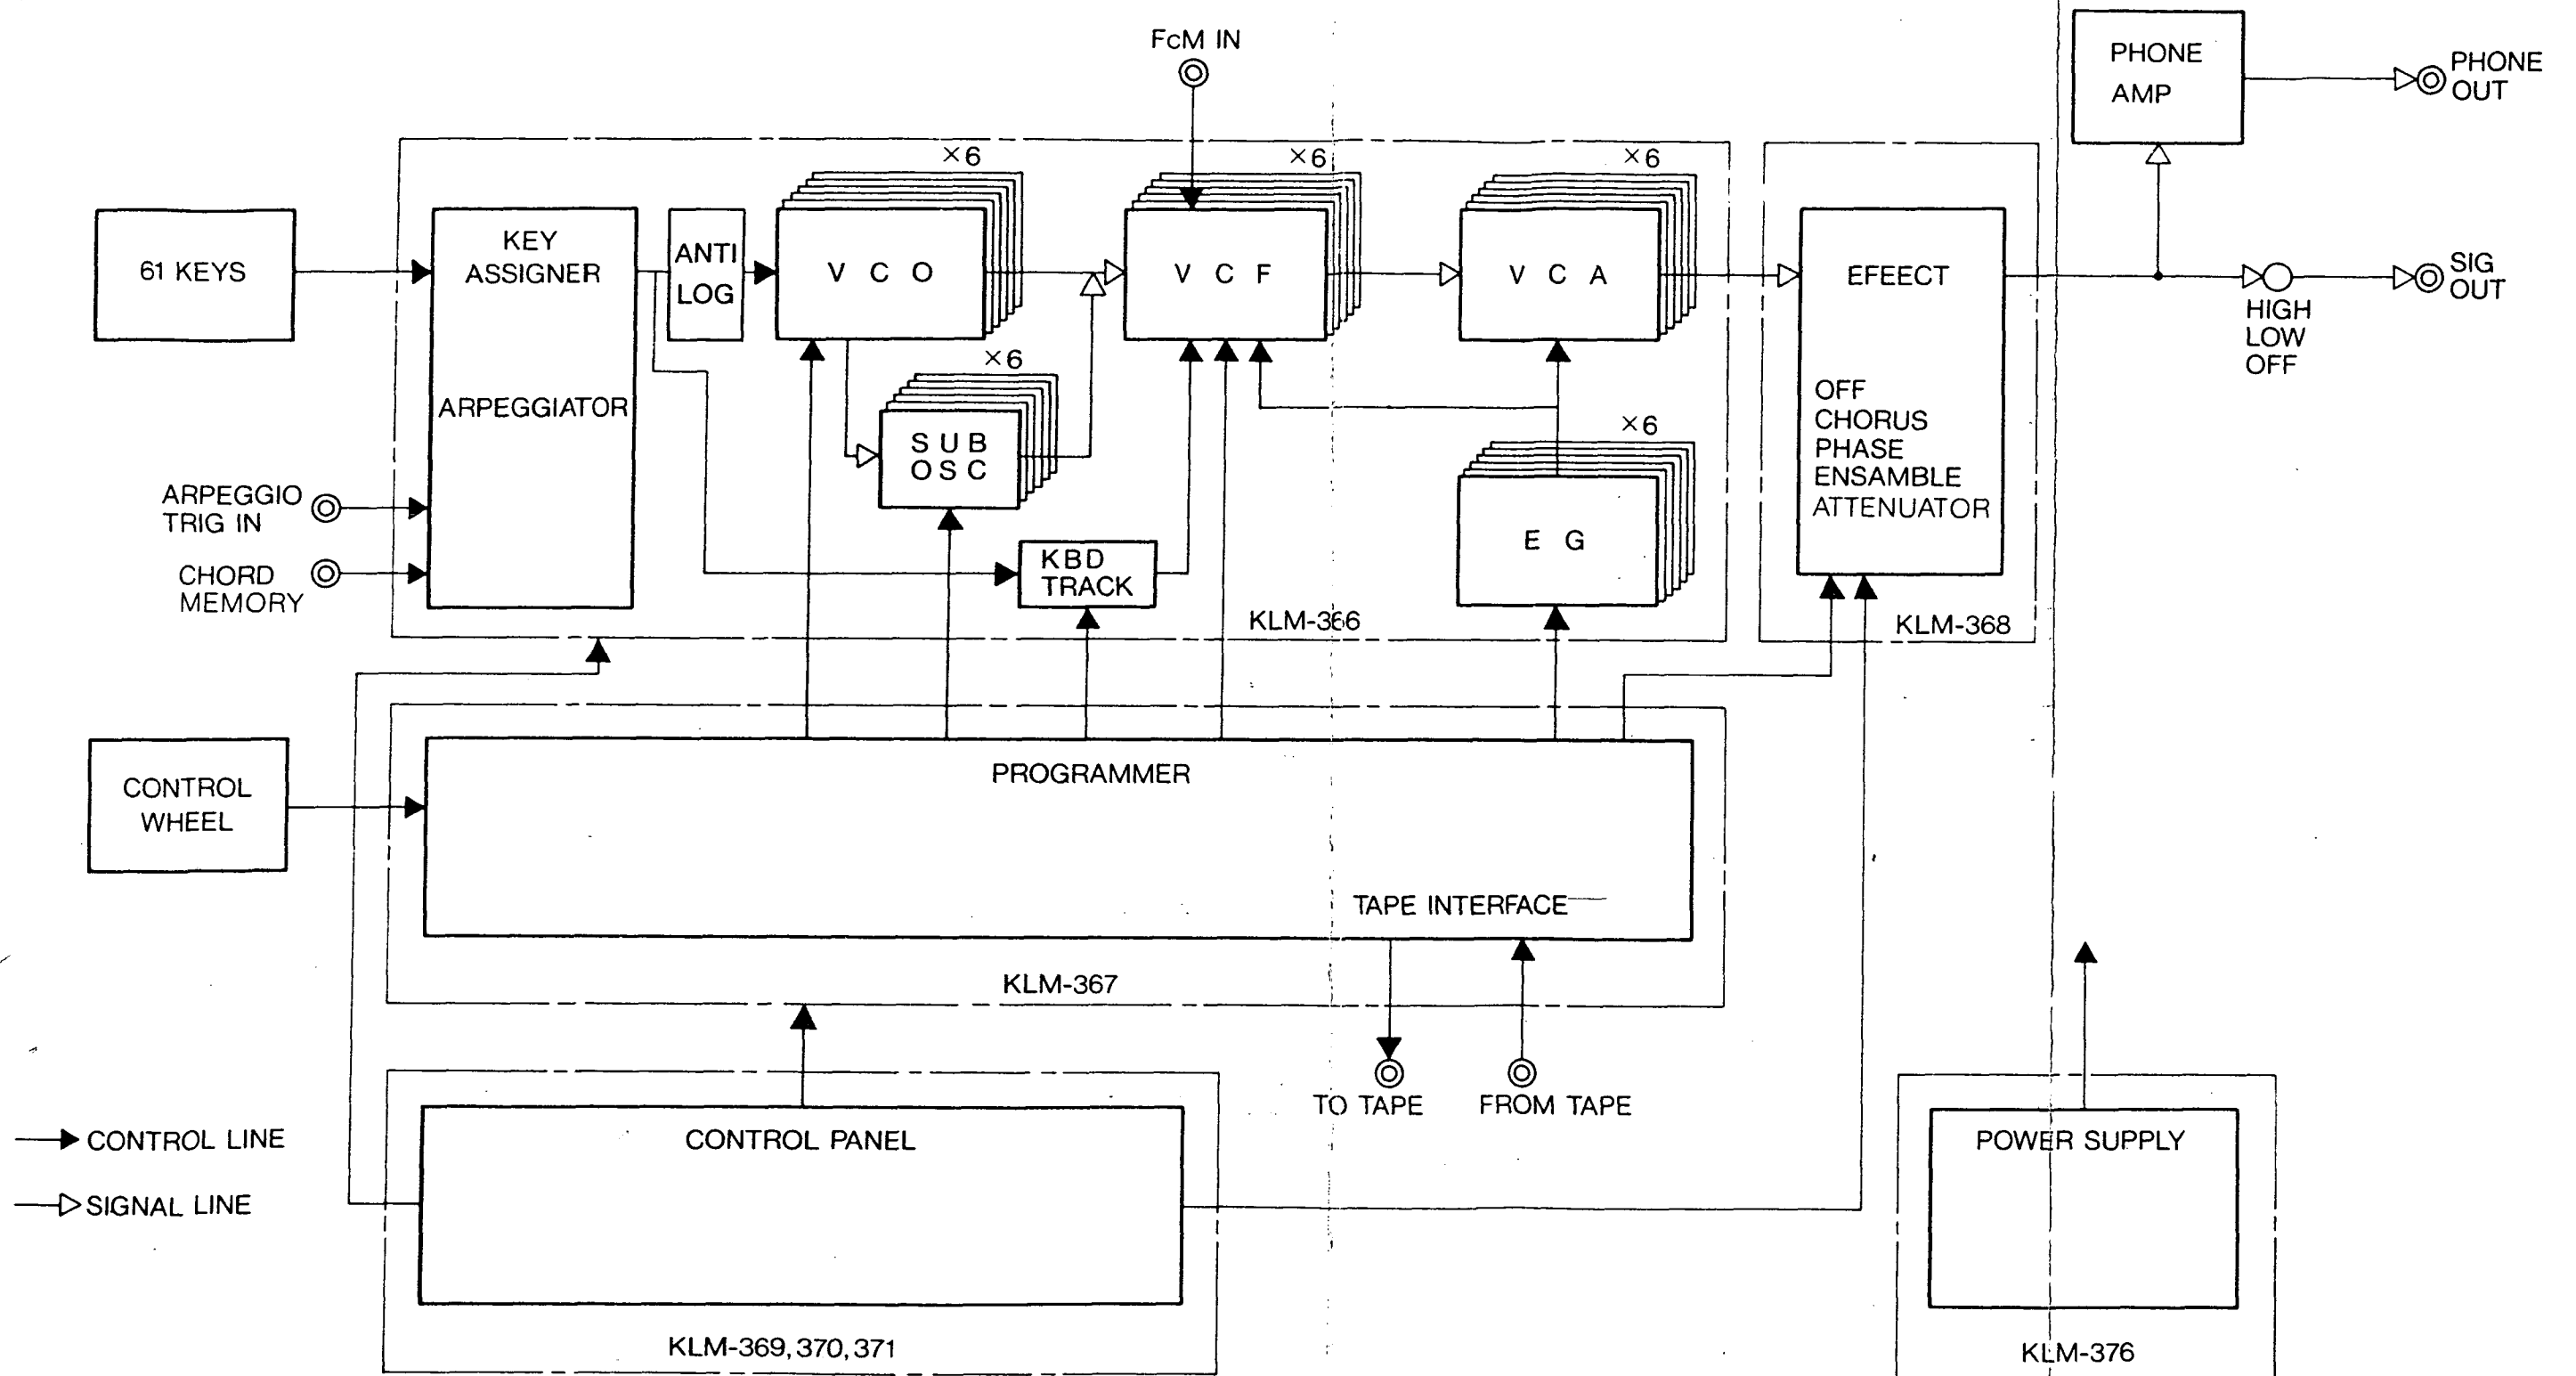 FcM IN
PHONE
AMP
PHONE
OUT
×6
×6
×6
61 KEYS
KEY
ASSIGNER
ARPEGGIATOR
ANTI
LOG
V C O
V C F
V C A
EFEECT
OFF
CHORUS
PHASE
ENSAMBLE
ATTENUATOR
SIG
OUT
HIGH
LOW
OFF
×6
SUB
OSC
×6
E G
ARPEGGIO
TRIG IN
CHORD
MEMORY
KBD
TRACK
KLM-366
KLM-368
CONTROL
WHEEL
PROGRAMMER
TAPE INTERFACE
KLM-367
TO TAPE
FROM TAPE
CONTROL LINE
SIGNAL LINE
CONTROL PANEL
KLM-369, 370, 371
POWER SUPPLY
KLM-376